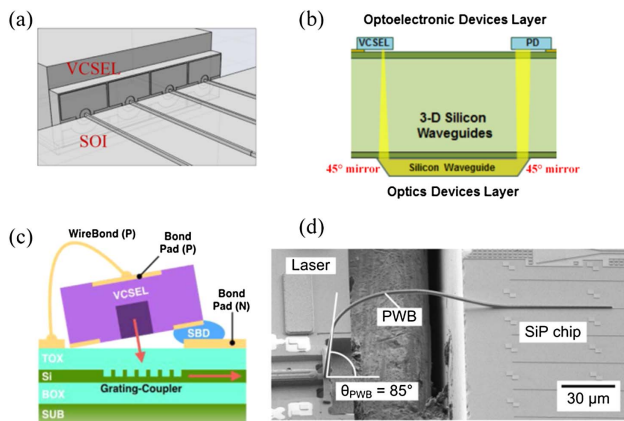 (a)
VCSEL
SOI
(b)
Optoelectronic Devices Layer
VCSEL
PD
3-D Silicon
Waveguides
45° mirror
Silicon Waveguide
45° mirror
Optics Devices Layer
(c)
WireBond (P)
Bond
Pad
(P)
VCSEL
Bond
Pad (N)
SBD
TOX
Si
Grating-Coupler
BOX
SUB
(d)
Laser
PWB
SiP chip
θPWB = 85°
30 μm